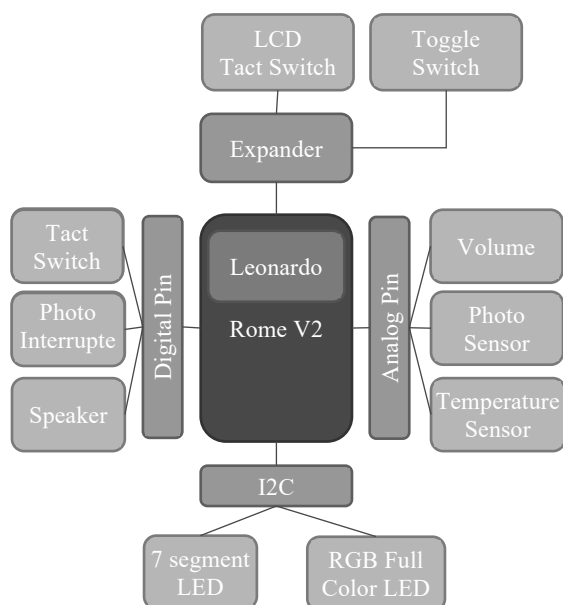 LCD
Tact Switch
Toggle
Switch
Expander
Tact
Switch
Photo
Interrupte
Speaker
Digital Pin
Leonardo
Rome V2
Analog Pin
Volume
Photo
Sensor
Temperature
Sensor
I2C
7 segment
LED
RGB Full
Color LED